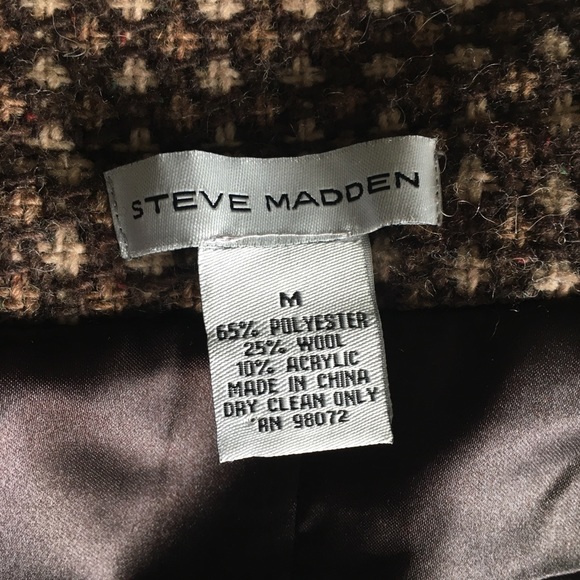 STEVE MADDEN
M
65% POLYESTER
25% WOOL
10% ACRYLIC
MADE IN CHINA
DRY CLEAN ONLY
RN 98072